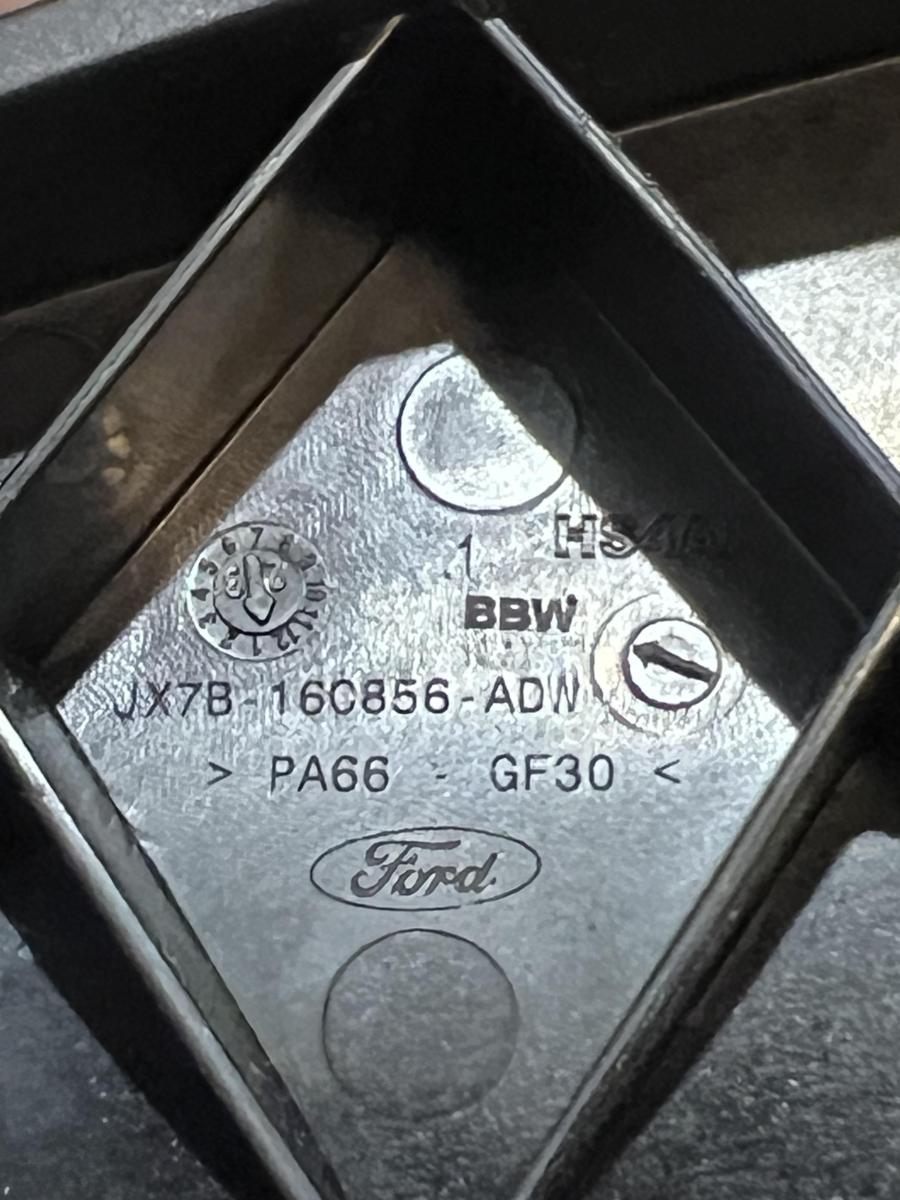 1
BBW
JX7B-16C856-ADW
> PA66 - GF30 <
Ford